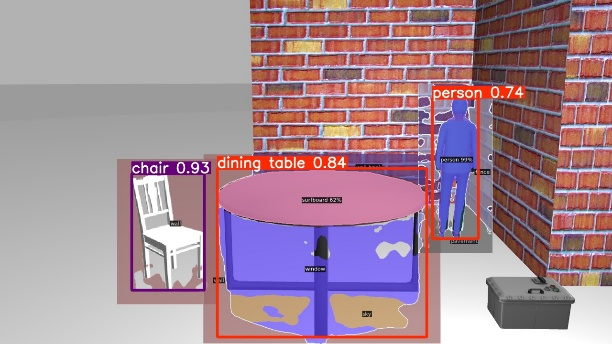 person 0.74
chair 0.93
dining table 0.84
person 99%
surfboard 62%
wall
window
sky